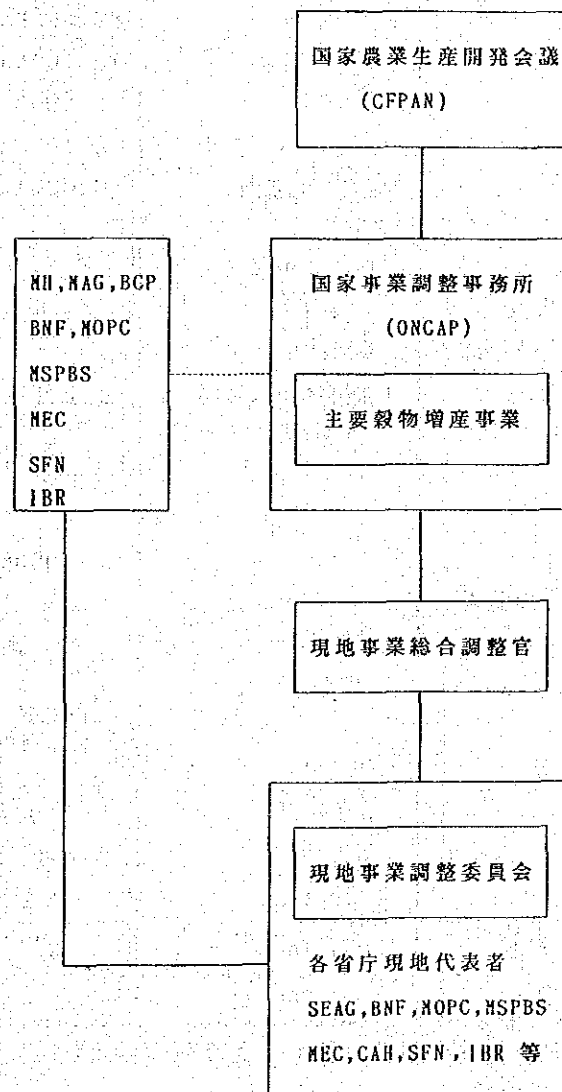 国家農業生産開発会議
(CFPAN)
MH,MAG,BCP
BNF,MOPC
MSPBS
MEC
SFN
IBR
国家事業調整事務所
(ONCAP)
主要穀物増産事業
現地事業総合調整官
現地事業調整委員会
各省庁現地代表者
SEAG,BNF,MOPC,MSPBS
MEC,CAH,SFN,IBR 等